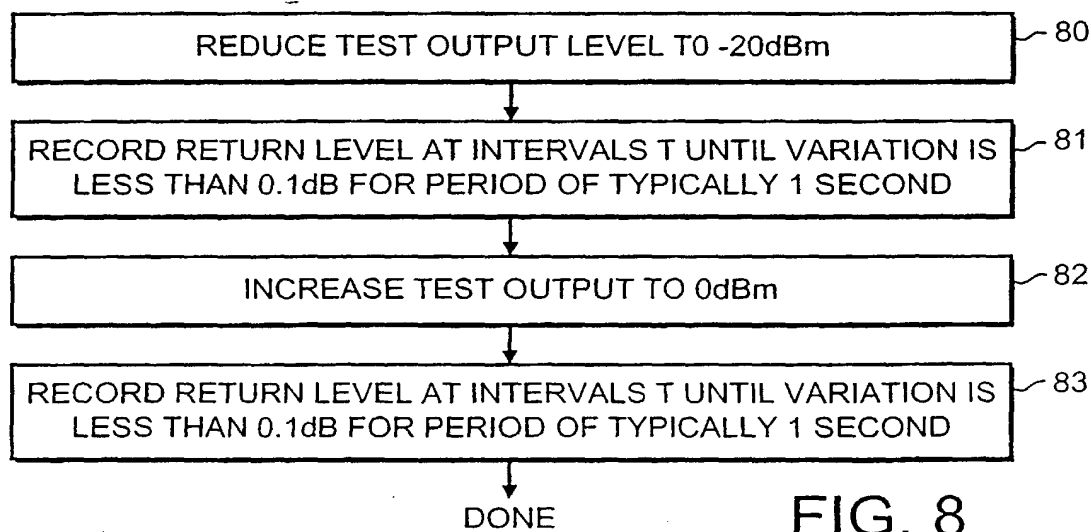 REDUCE TEST OUTPUT LEVEL T0 -20dBm
80
RECORD RETURN LEVEL AT INTERVALS T UNTIL VARIATION IS
LESS THAN 0.1dB FOR PERIOD OF TYPICALLY 1 SECOND
81
INCREASE TEST OUTPUT TO 0dBm
82
RECORD RETURN LEVEL AT INTERVALS T UNTIL VARIATION IS
LESS THAN 0.1dB FOR PERIOD OF TYPICALLY 1 SECOND
83
DONE
FIG. 8